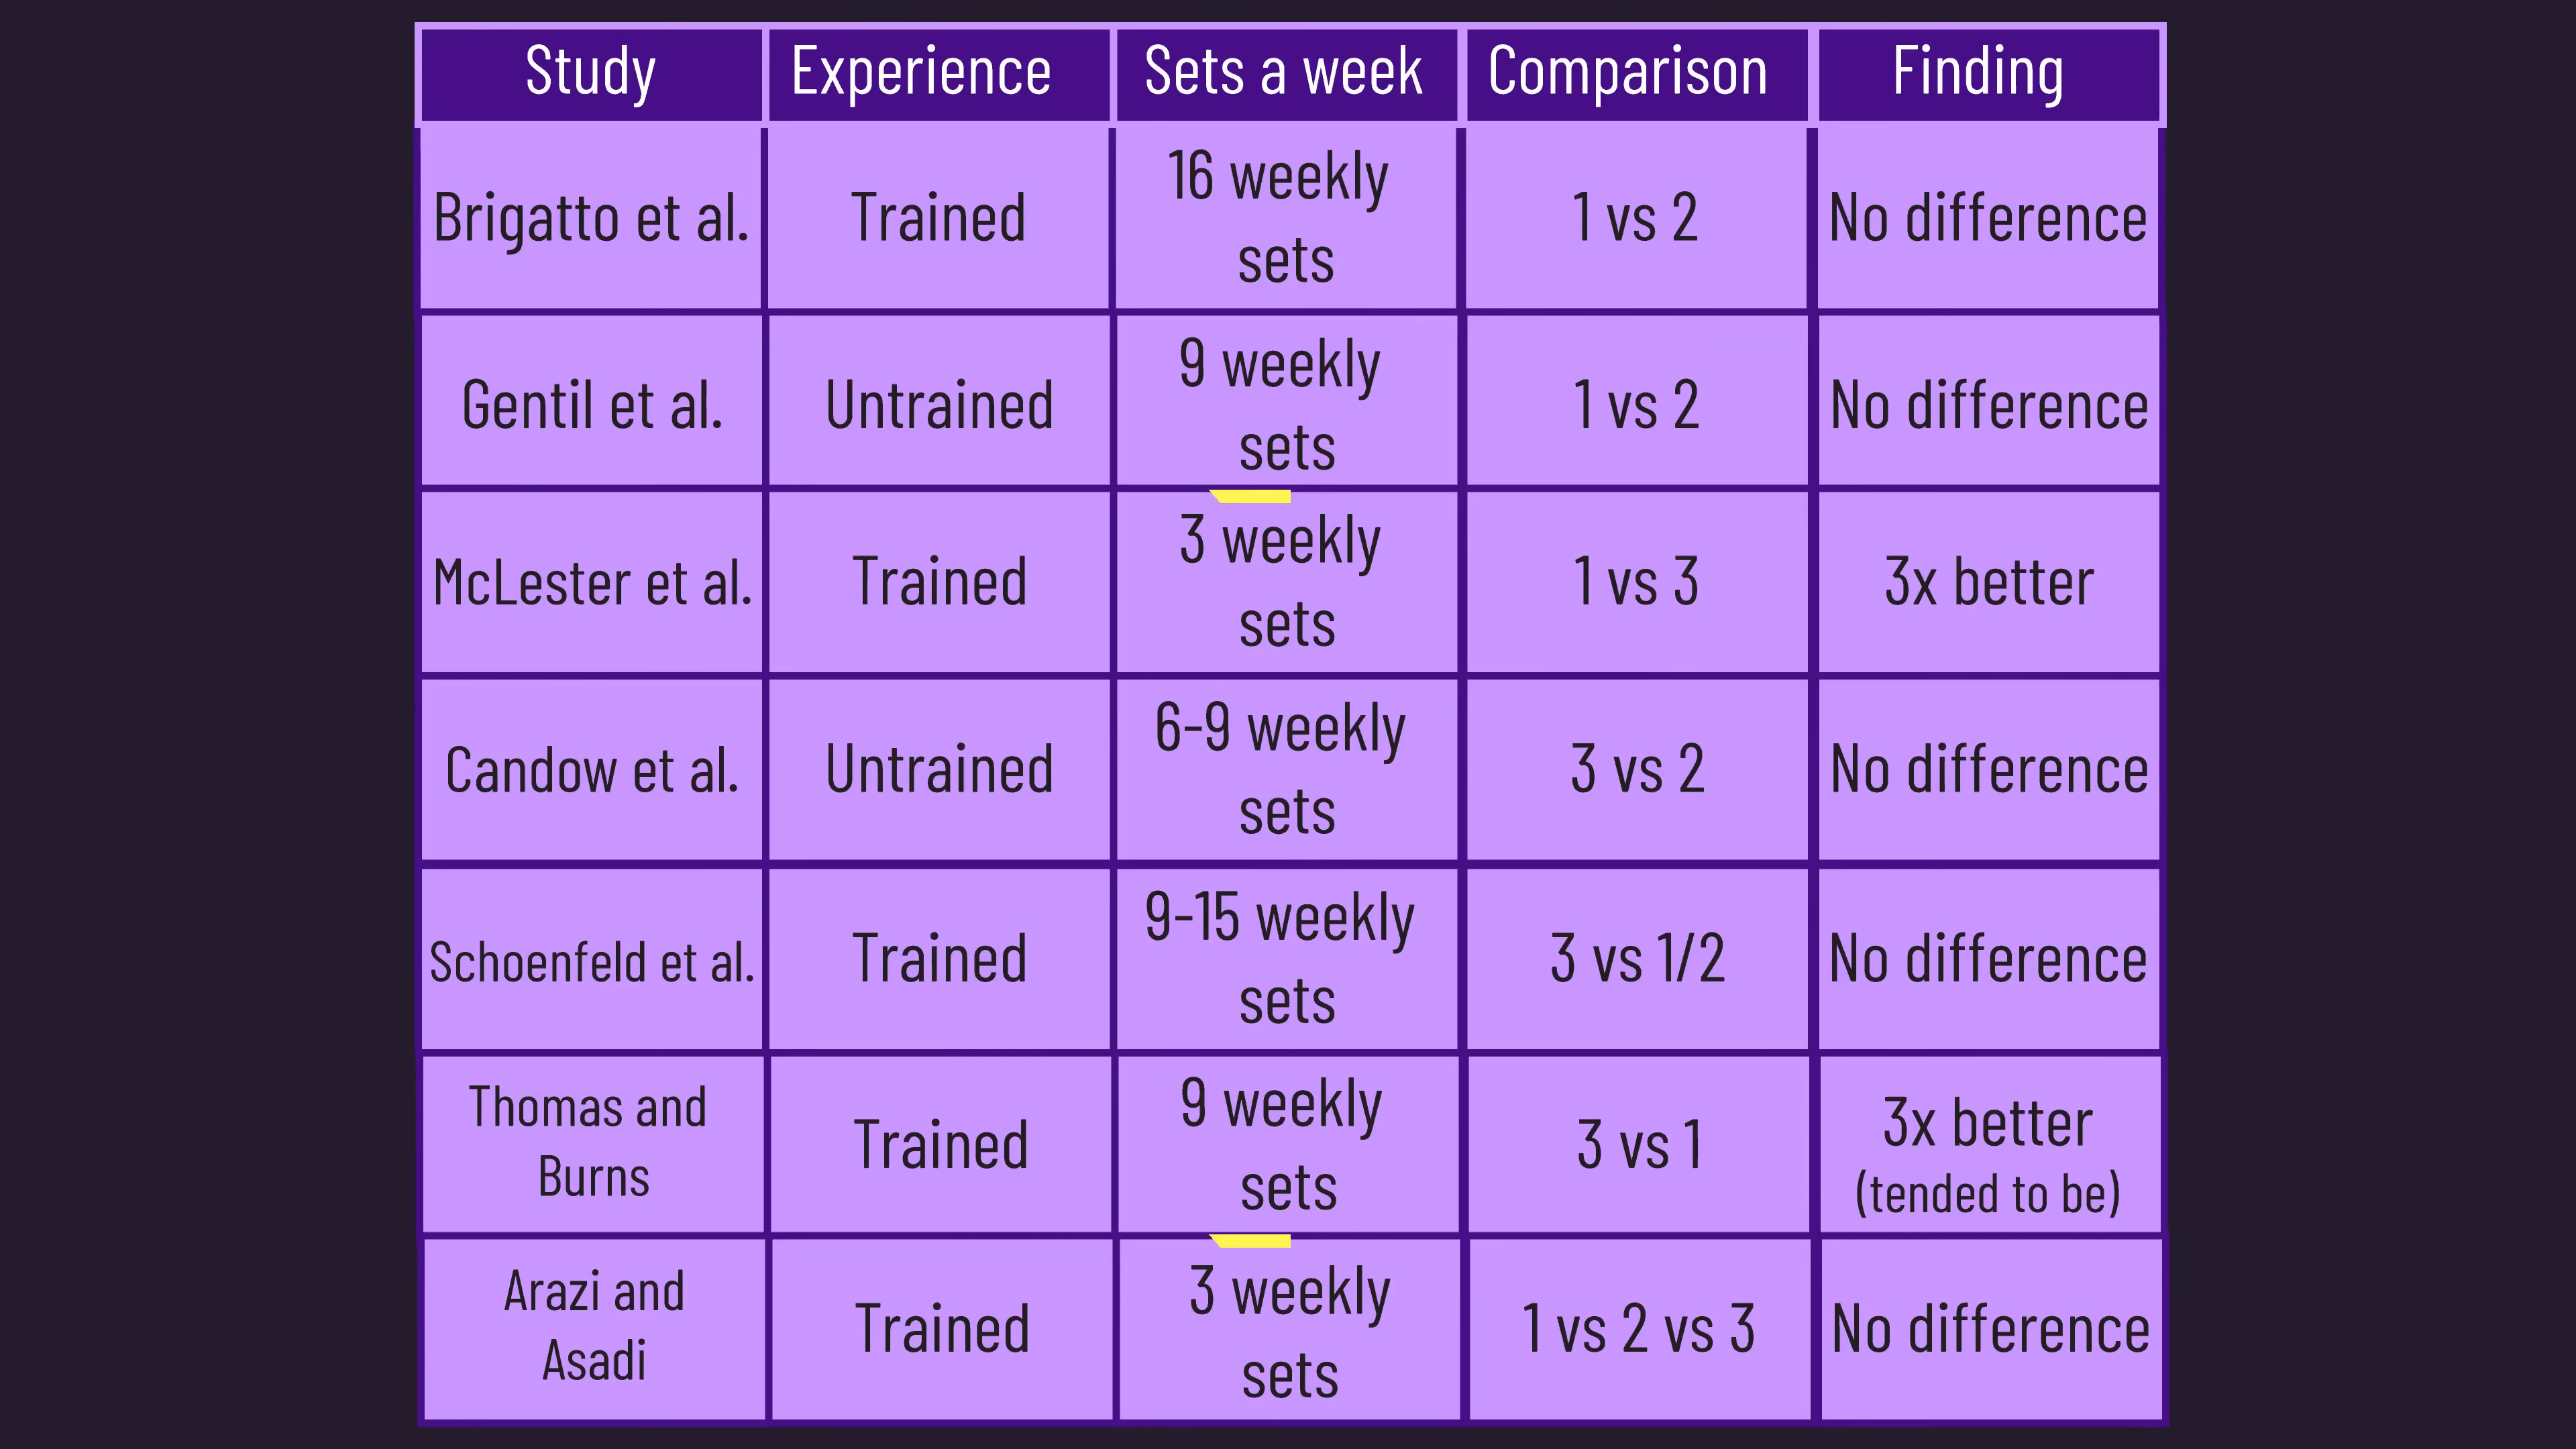 Study Experience Sets a week Comparison Finding
Brigatto et al. Trained 16 weekly sets 1 vs 2 No difference
Gentil et al. Untrained 9 weekly sets 1 vs 2 No difference
McLester et al. Trained 3 weekly sets 1 vs 3 3x better
Candow et al. Untrained 6-9 weekly sets 3 vs 2 No difference
Schoenfeld et al. Trained 9-15 weekly sets 3 vs 1/2 No difference
Thomas and Burns Trained 9 weekly sets 3 vs 1 3x better (tended to be)
Arazi and Asadi Trained 3 weekly sets 1 vs 2 vs 3 No difference